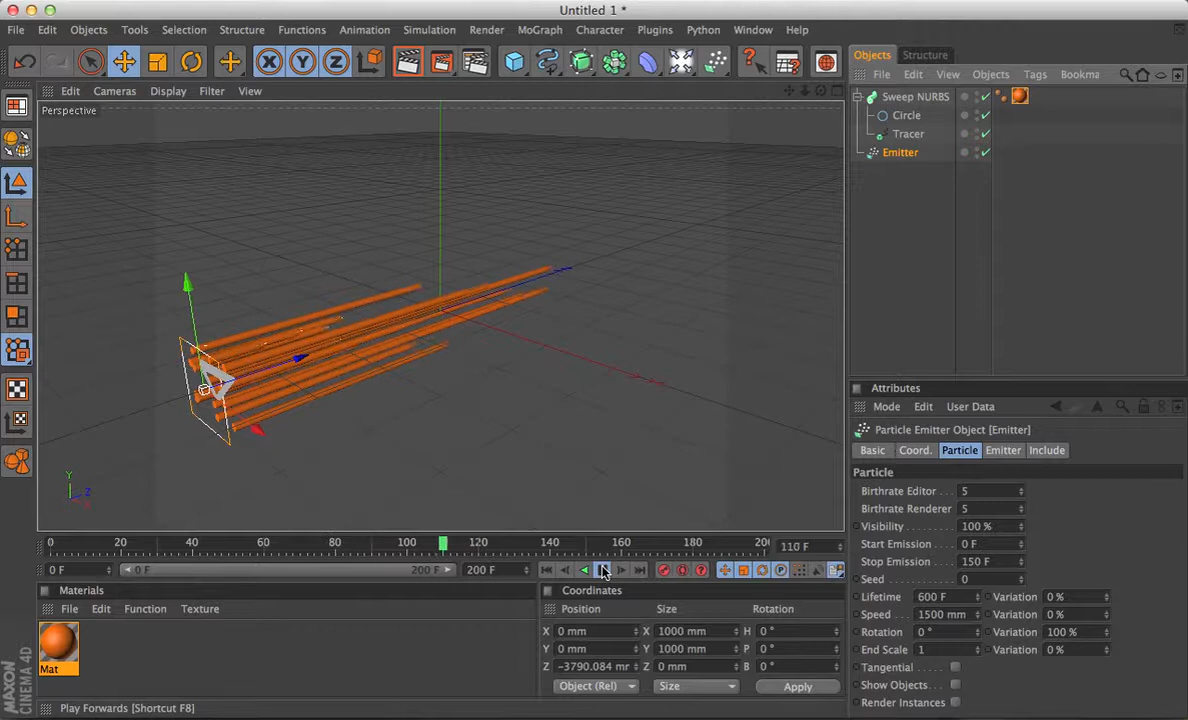 Untitled 1 *
File Edit Objects Tools Selection Structure Functions Animation Simulation Render MoGraph Character Plugins Python Window Help
Objects Structure
Edit Cameras Display Filter View
File Edit View Objects Tags Bookma
Perspective
Sweep NURBS
Circle
Tracer
Emitter
Attributes
Mode Edit User Data
Particle Emitter Object [Emitter]
Basic Coord. Particle Emitter Include
Particle
Birthrate Editor . . . 5
Birthrate Renderer 5
Visibility . . . . . . . . 100 %
Start Emission . . . . 0 F
Stop Emission . . . . 150 F
Seed . . . . . . . . . . . 0
Lifetime 600 F Variation 0 %
Speed . . 1500 mm Variation 0 %
Rotation 0 ° Variation 100 %
End Scale 1 Variation 0 %
Tangential . . . . . .
Show Objects . . .
Render Instances
Y
Z
X
0 20 40 60 80 100 120 140 160 180 20 110 F
0 F 0 F 200 F 200 F
Materials
File Edit Function Texture
Mat
Coordinates
Position Size Rotation
X 0 mm X 1000 mm H 0 °
Y 0 mm Y 1000 mm P 0 °
Z -3790.084 mr Z 0 mm B 0 °
Object (Rel) Size Apply
Play Forwards [Shortcut F8]
MAXON
CINEMA 4D